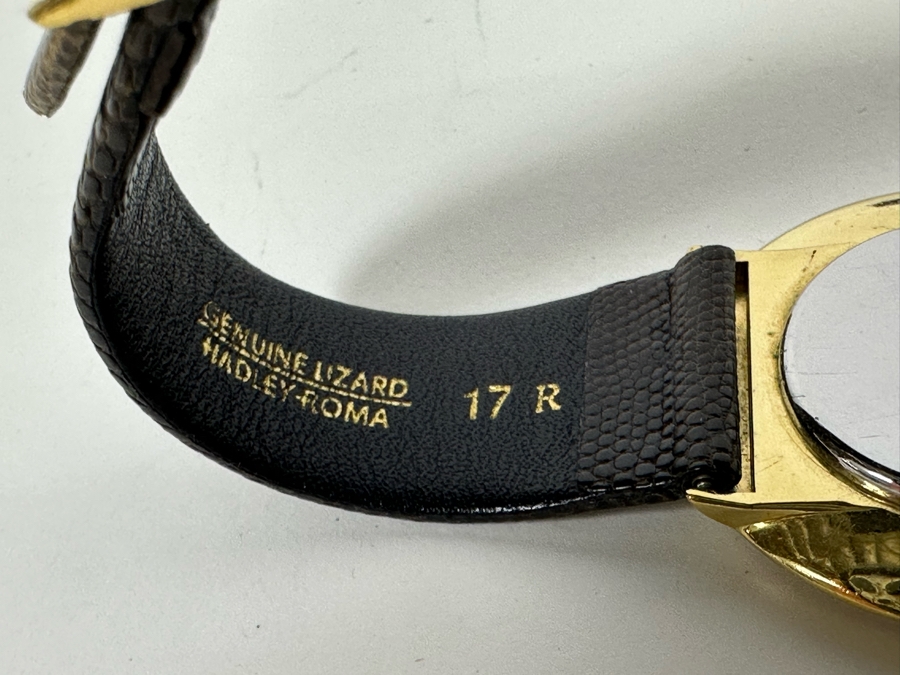 GENUINE LIZARD
HADLEY-ROMA
17 R